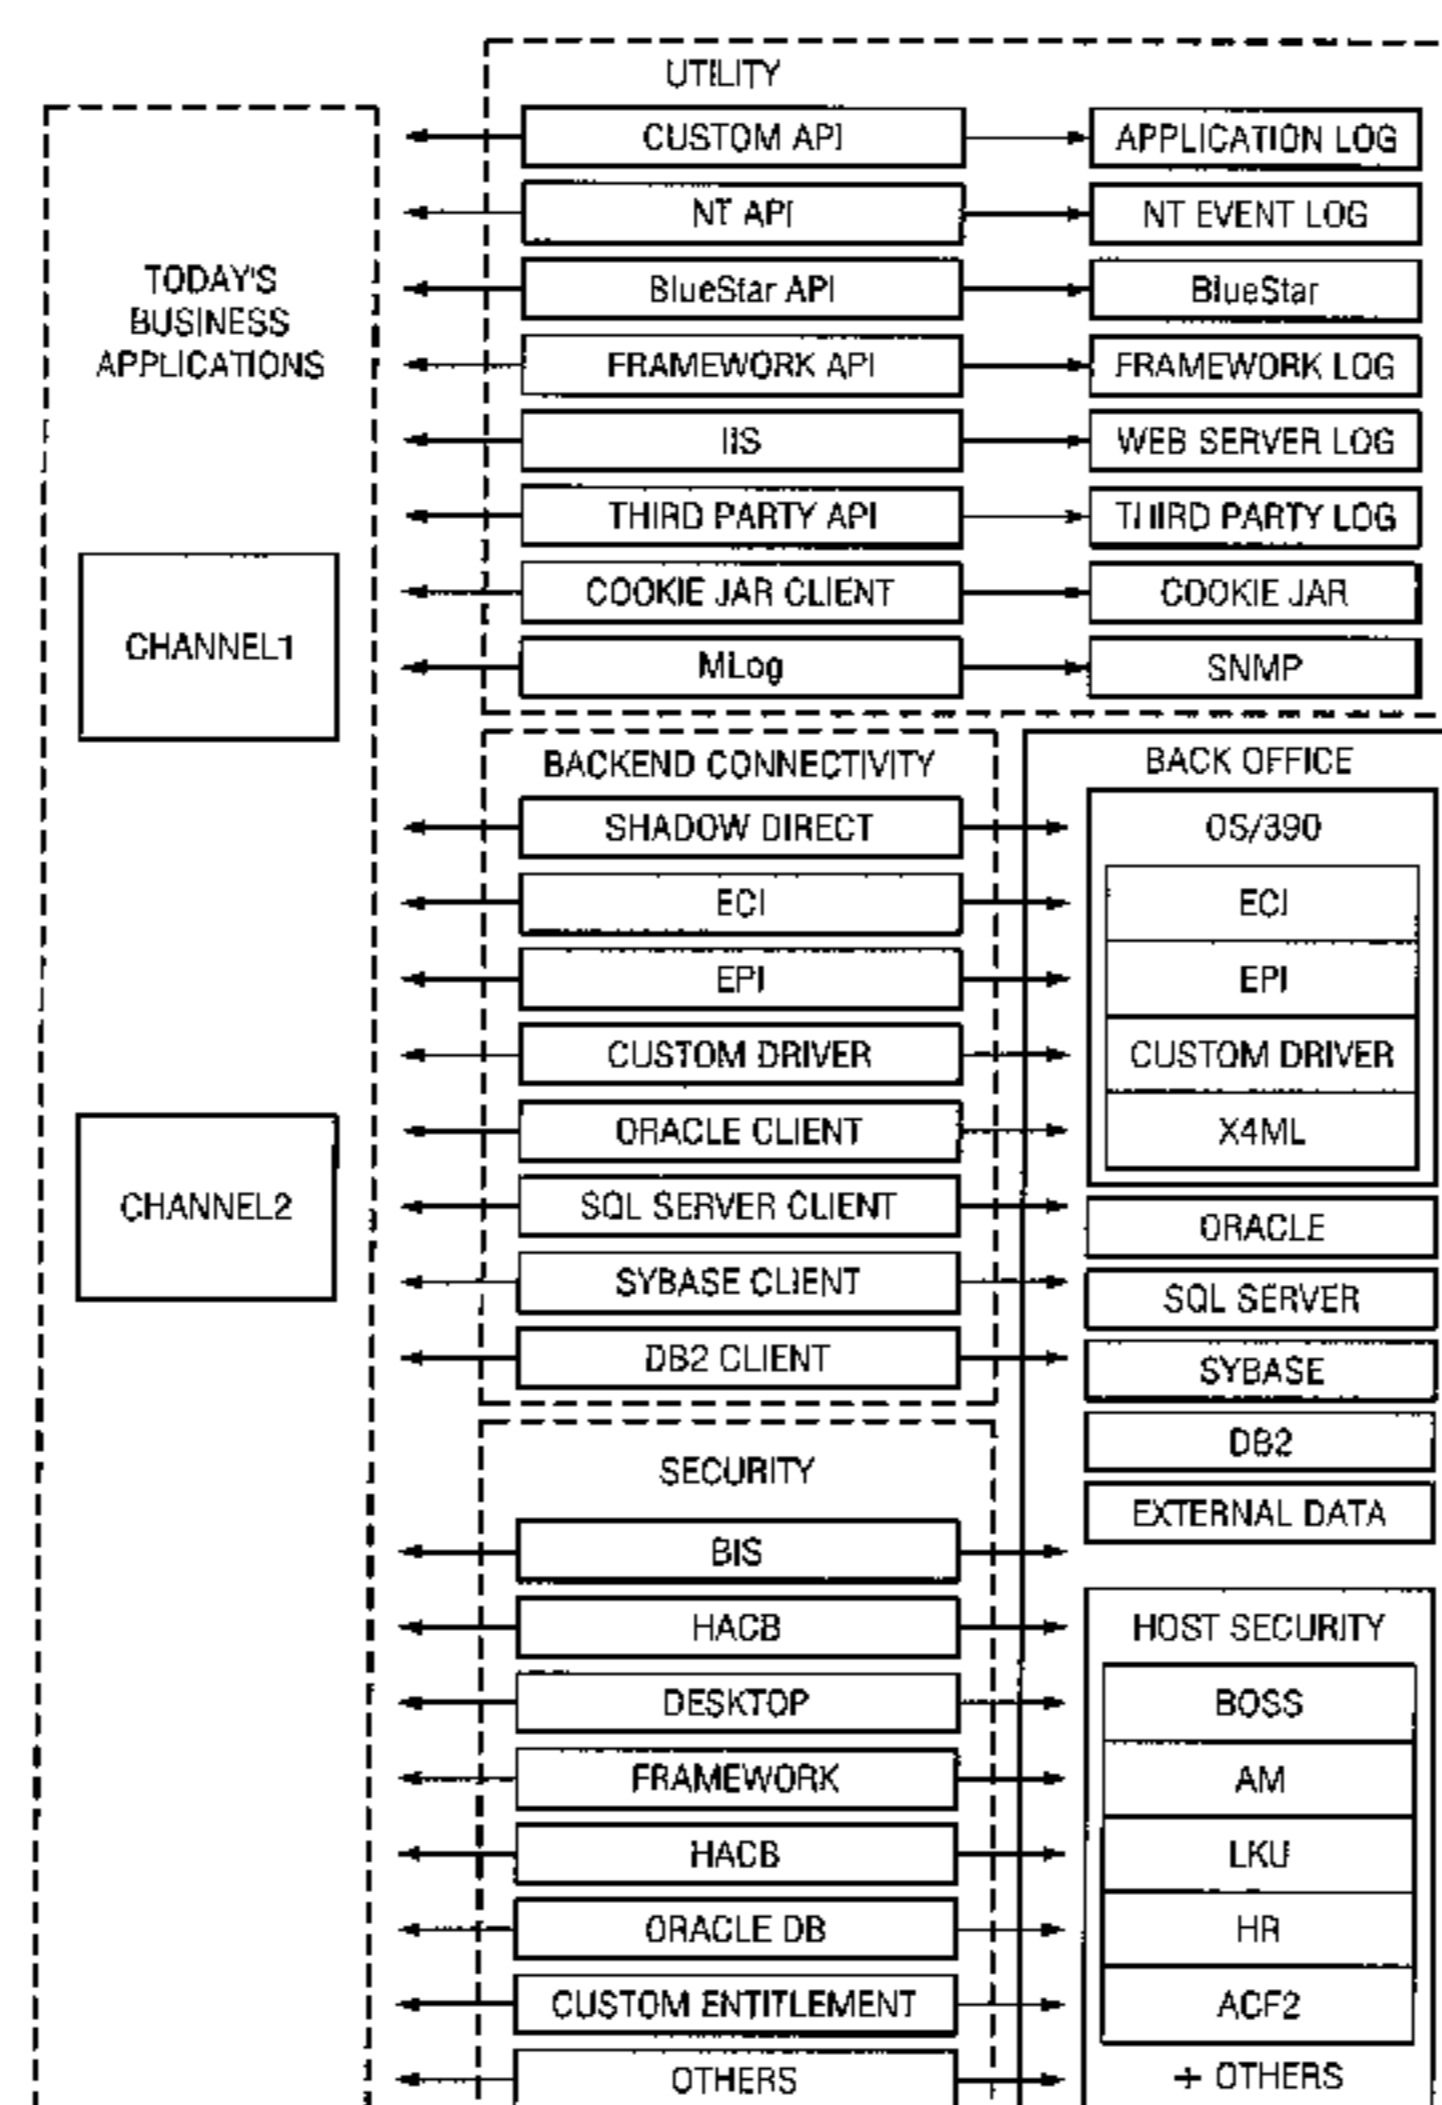 TODAY'S
BUSINESS
APPLICATIONS
CHANNEL1
CHANNEL2
UTILITY
CUSTOM API
APPLICATION LOG
NT API
NT EVENT LOG
BlueStar API
BlueStar
FRAMEWORK API
FRAMEWORK LOG
IIS
WEB SERVER LOG
THIRD PARTY API
THIRD PARTY LOG
COOKIE JAR CLIENT
COOKIE JAR
MLog
SNMP
BACKEND CONNECTIVITY
SHADOW DIRECT
ECI
EPI
CUSTOM DRIVER
ORACLE CLIENT
SQL SERVER CLIENT
SYBASE CLIENT
DB2 CLIENT
BACK OFFICE
OS/390
ECI
EPI
CUSTOM DRIVER
X4ML
ORACLE
SQL SERVER
SYBASE
DB2
EXTERNAL DATA
SECURITY
BIS
HACB
DESKTOP
FRAMEWORK
HACB
ORACLE DB
CUSTOM ENTITLEMENT
OTHERS
HOST SECURITY
BOSS
AM
LKU
HR
ACF2
+ OTHERS